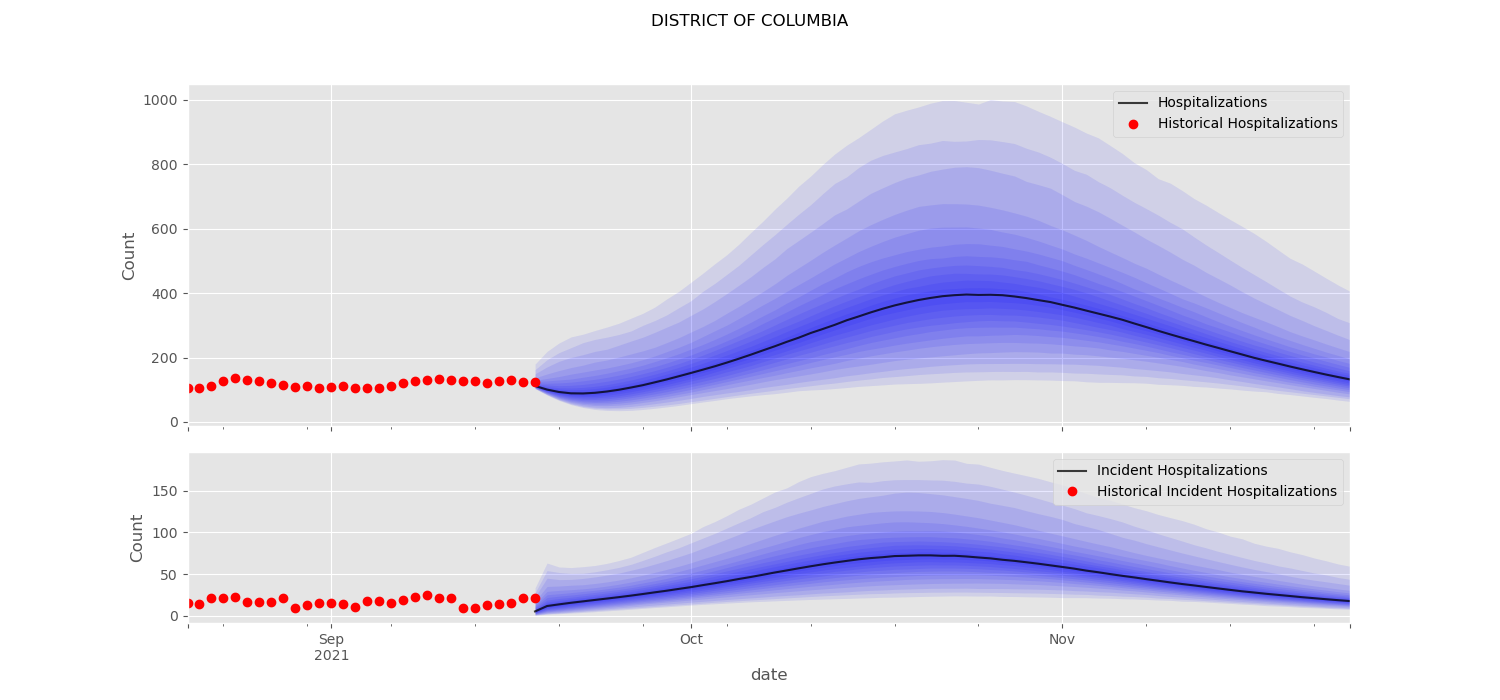 DISTRICT OF COLUMBIA
1000
800
600
400
200
0
Count
Hospitalizations
Historical Hospitalizations
150
100
50
0
Count
Incident Hospitalizations
Historical Incident Hospitalizations
Sep
2021
Oct
Nov
date